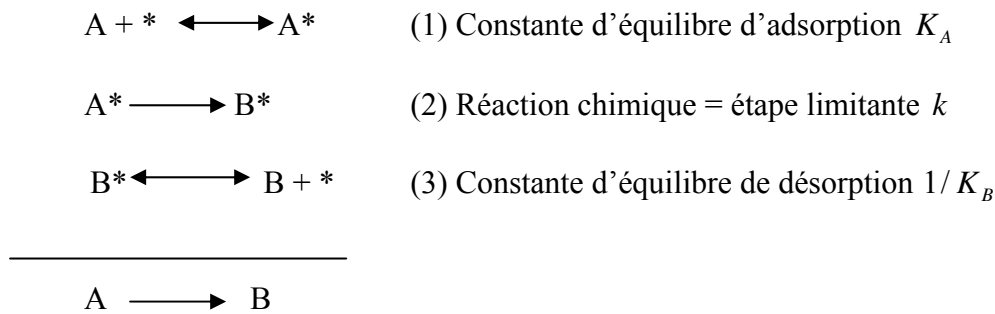 A + * ⟷ A* (1) Constante d’équilibre d’adsorption K_A
A* ⟶ B* (2) Réaction chimique = étape limitante k
B* ⟷ B + * (3) Constante d’équilibre de désorption 1/ K_B
A ⟶ B